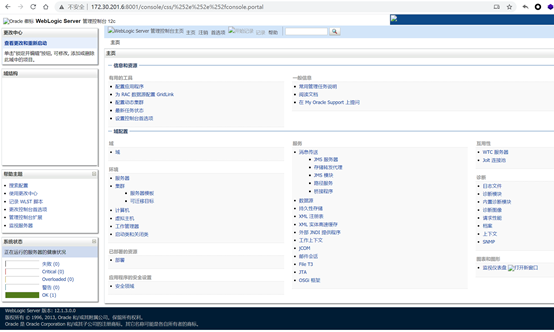 不安全 | 172.30.201.6:8001/console/css/%252e%252e%252fconsole.portal
Oracle 徽标 WebLogic Server 管理控制台 12c
更改中心
查看更改和重新启动
单击"锁定并编辑"按钮, 可修改, 添加或删除此域中的项目。
域结构
帮助主题
搜索配置
使用更改中心
记录 WLST 脚本
更改控制台首选项
管理控制台扩展
监视服务器
系统状态
正在运行的服务器的健康状况
失败 (0)
Critical (0)
Overloaded (0)
警告 (0)
OK (1)
WebLogic Server 管理控制台主页 主页 注销 首选项 记录 帮助
搜索
主页
主页
信息和资源
有用的工具
配置应用程序
为 RAC 数据源配置 GridLink
配置动态集群
最新任务状态
设置控制台首选项
一般信息
常用管理任务说明
阅读文档
在 My Oracle Support 上提问
域配置
域
域
环境
服务器
集群
服务器模板
可迁移目标
计算机
虚拟主机
工作管理器
启动类和关闭类
已部署的资源
部署
应用程序的安全设置
安全领域
服务
消息传送
JMS 服务器
存储转发代理
JMS 模块
路径服务
桥接程序
数据源
持久性存储
XML 注册表
XML 实体高速缓存
外部 JNDI 提供程序
工作上下文
jCOM
邮件会话
File T3
JTA
OSGi 框架
互用性
WTC 服务器
Jolt 连接池
诊断
日志文件
诊断模块
内置诊断模块
诊断图像
请求性能
档案
上下文
SNMP
图表和图形
监视仪表盘 打开新窗口
WebLogic Server 版本: 12.1.3.0.0
版权所有 © 1996, 2013, Oracle 和/或其附属公司。保留所有权利。
Oracle 是 Oracle Corporation 和/或其子公司的注册商标。其它名称可能是各自所有者的商标。